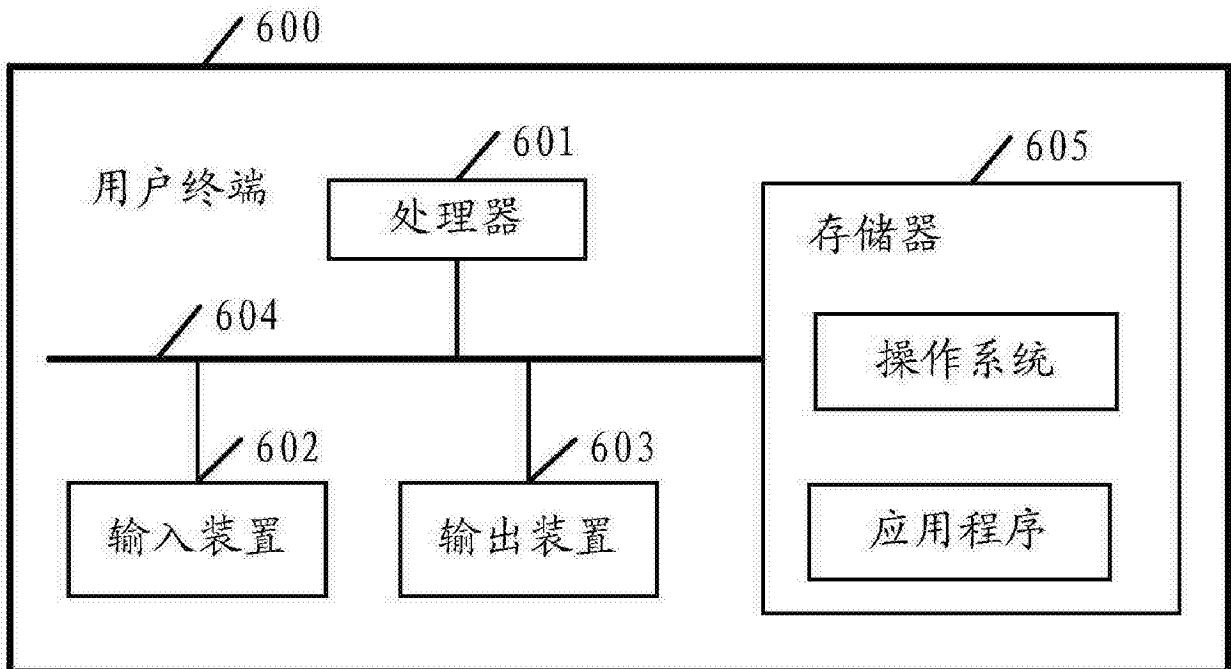 600
用户终端
601
处理器
605
存储器
604
操作系统
602
603
输入装置
输出装置
应用程序